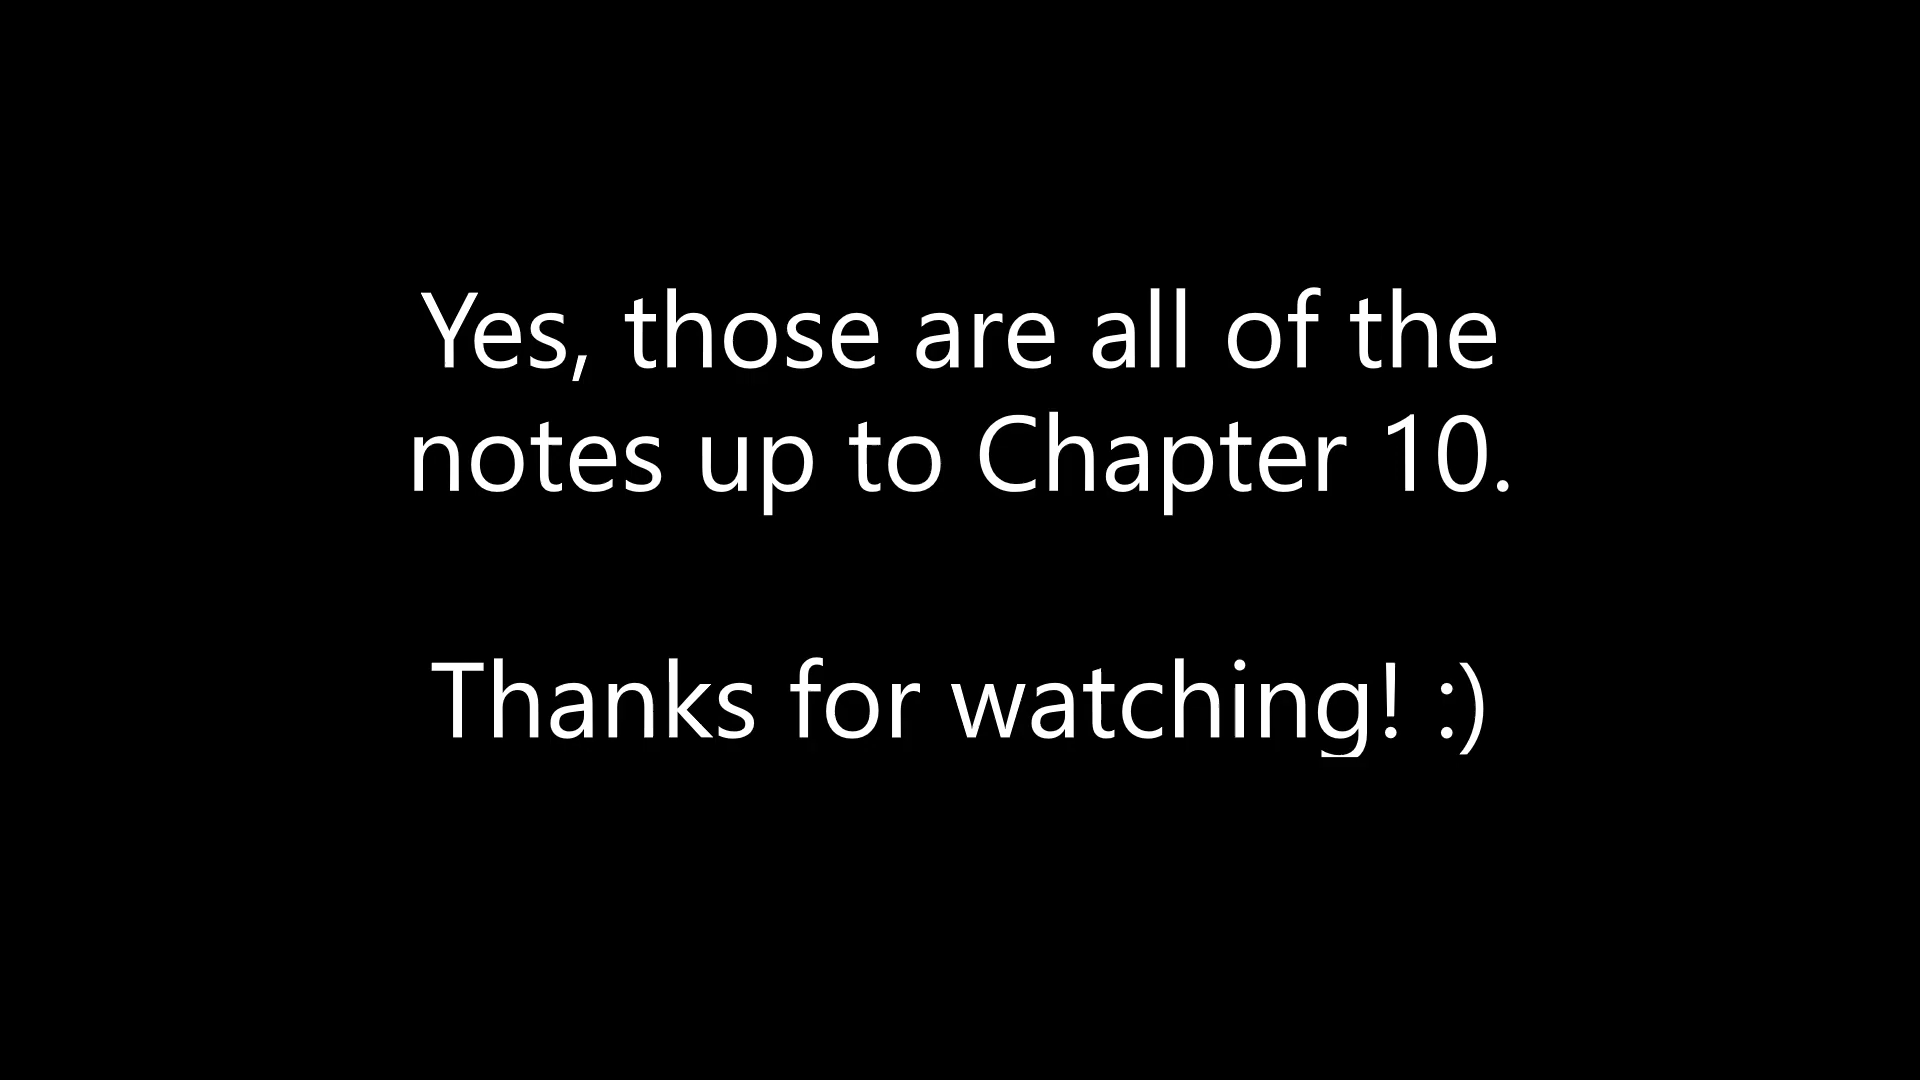 Yes, those are all of the
notes up to Chapter 10.
Thanks for watching! :)